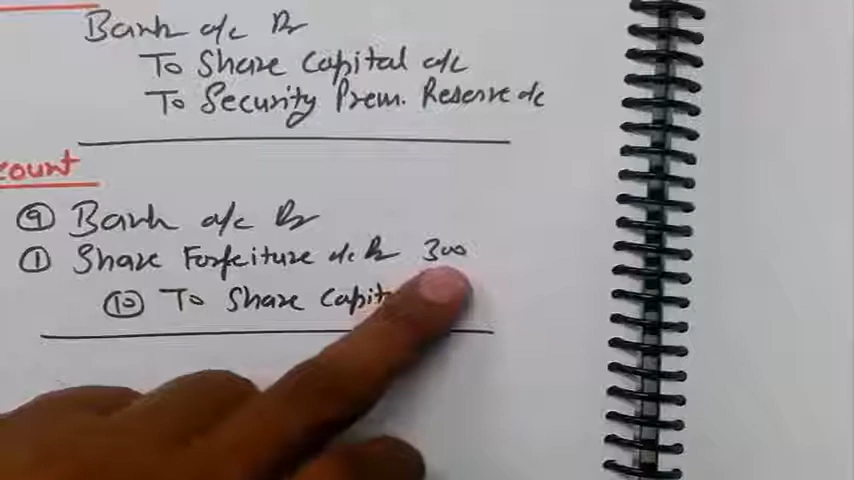 Bank a/c Dr
To Share Capital a/c
To Security Prem. Reserve a/c
count
⑨ Bank a/c Dr
① Share Forfeiture a/c Dr 300
⑩ To Share Capit